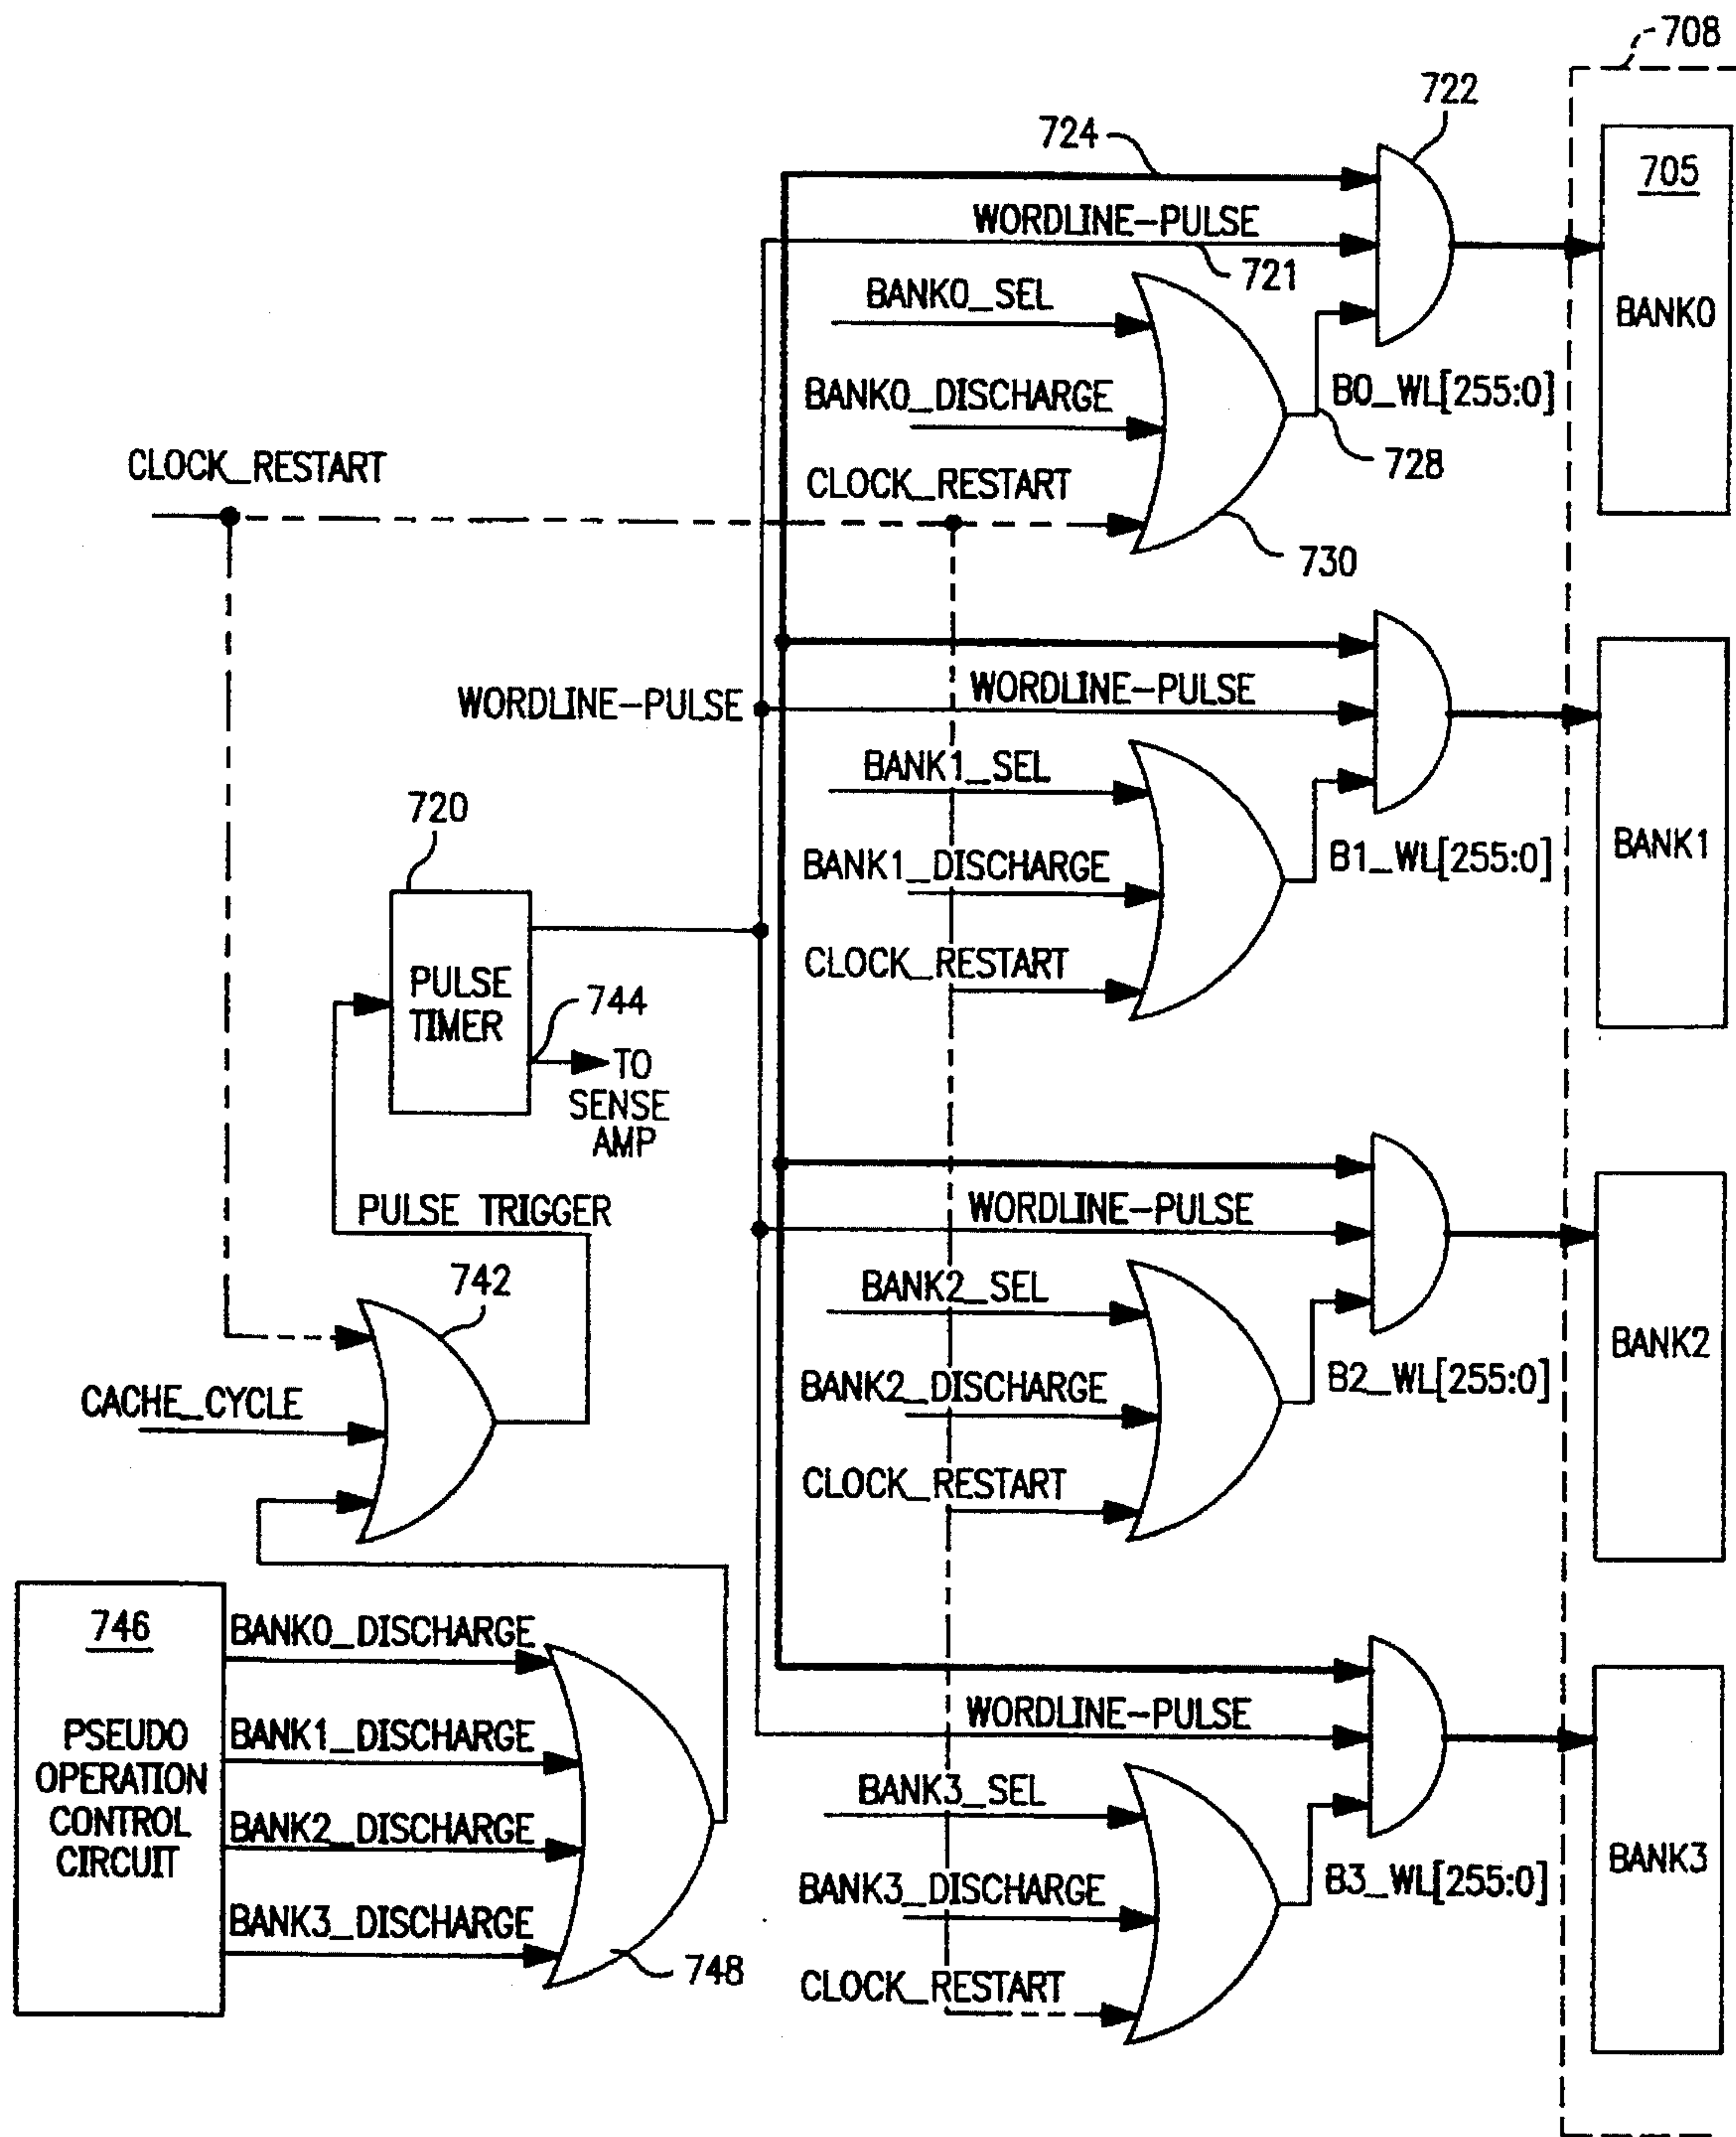 708
722
724
705
WORDLINE-PULSE
721
BANK0_SEL
BANK0
BANK0_DISCHARGE
B0_WL[255:0]
728
CLOCK_RESTART
CLOCK_RESTART
730
WORDLINE-PULSE
WORDLINE-PULSE
BANK1_SEL
720
BANK1_DISCHARGE
B1_WL[255:0]
BANK1
CLOCK_RESTART
PULSE
TIMER
744
TO
SENSE
AMP
PULSE TRIGGER
WORDLINE-PULSE
742
BANK2_SEL
BANK2
BANK2_DISCHARGE
B2_WL[255:0]
CACHE_CYCLE
CLOCK_RESTART
746
PSEUDO
OPERATION
CONTROL
CIRCUIT
BANK0_DISCHARGE
BANK1_DISCHARGE
BANK2_DISCHARGE
BANK3_DISCHARGE
748
WORDLINE-PULSE
BANK3_SEL
BANK3_DISCHARGE
B3_WL[255:0]
BANK3
CLOCK_RESTART